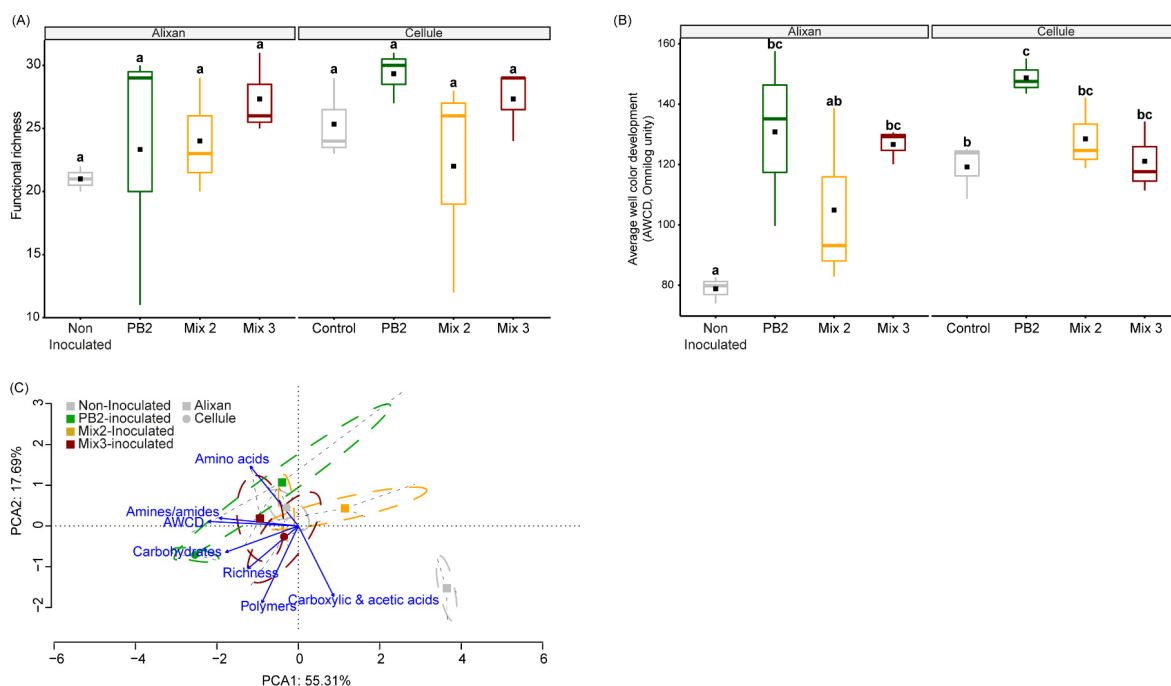 (A)
Alixan
Cellule
Functional richness
30
25
20
15
10
a
a
a
a
a
a
a
a
Non
Inoculated
PB2
Mix 2
Mix 3
Control
PB2
Mix 2
Mix 3
(B)
Alixan
Cellule
Average well color development
(AWCD, Omnilog unity)
160
140
120
100
80
a
bc
ab
bc
b
c
bc
bc
Non
Inoculated
PB2
Mix 2
Mix 3
Control
PB2
Mix 2
Mix 3
(C)
Non-Inoculated
PB2-inoculated
Mix2-Inoculated
Mix3-inoculated
Alixan
Cellule
PCA2: 17.69%
3
2
1
0
-1
-2
Amino acids
Amines/amides
AWCD
Carbohydrates
Richness
Polymers
Carboxylic & acetic acids
-6
-4
-2
0
2
4
6
PCA1: 55.31%